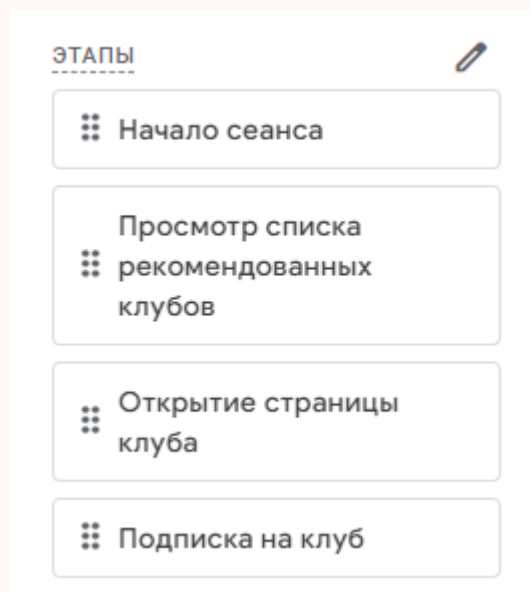 ЭТАПЫ
Начало сеанса
Просмотр списка
рекомендованных
клубов
Открытие страницы
клуба
Подписка на клуб